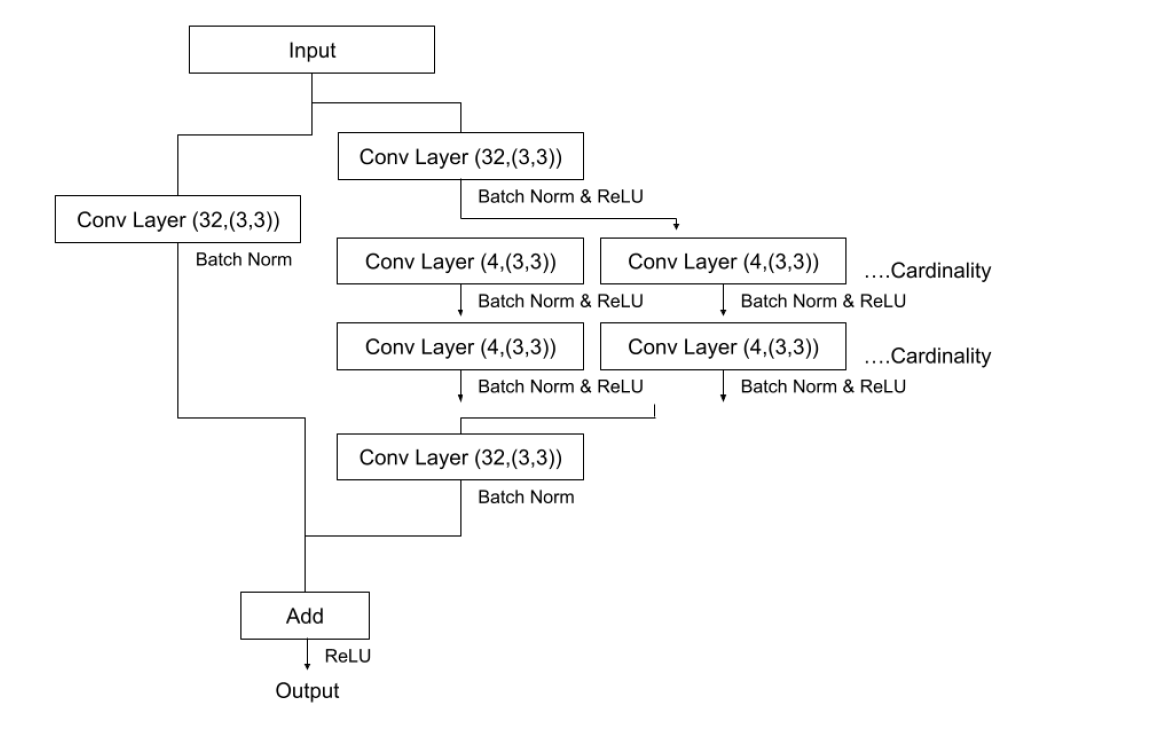 Input
Conv Layer (32,(3,3))
Batch Norm & ReLU
Conv Layer (32,(3,3))
Batch Norm
Conv Layer (4,(3,3))
Conv Layer (4,(3,3))
....Cardinality
Batch Norm & ReLU
Batch Norm & ReLU
Conv Layer (4,(3,3))
Conv Layer (4,(3,3))
....Cardinality
Batch Norm & ReLU
Batch Norm & ReLU
Conv Layer (32,(3,3))
Batch Norm
Add
ReLU
Output